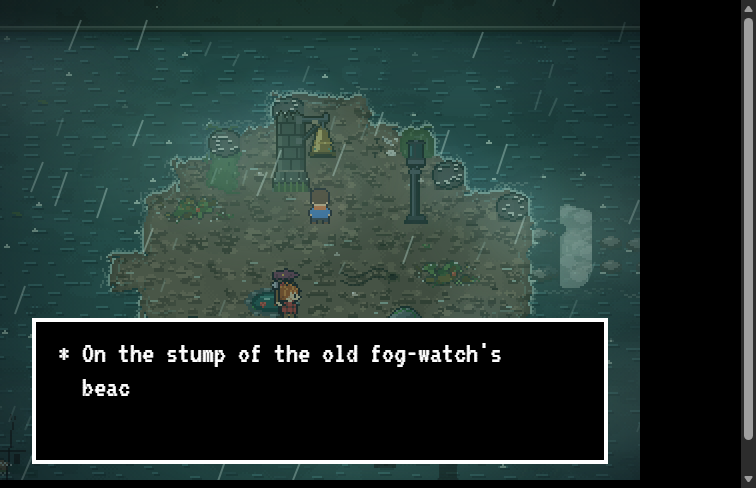 * On the stump of the old fog-watch's
beac